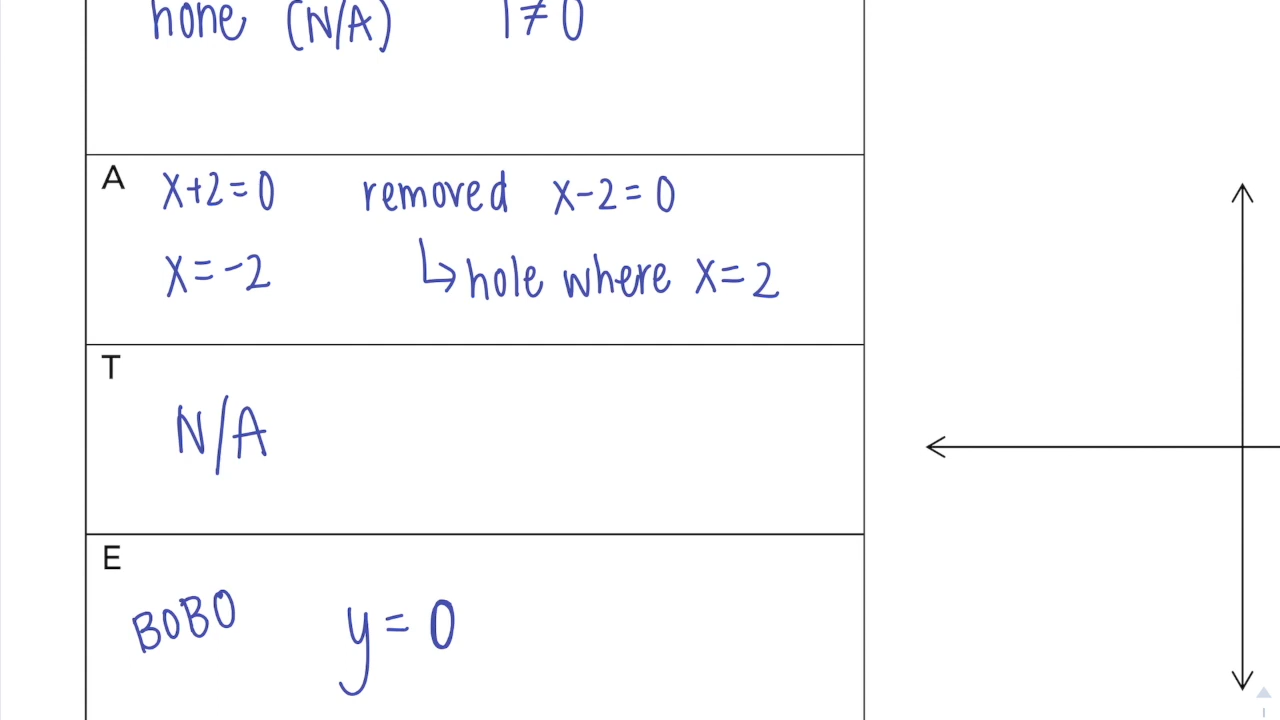 none (N/A) 1≠0
A x+2=0 removed x-2=0
x=-2 ↳hole where x=2
T
N/A
E
BOBO y=0